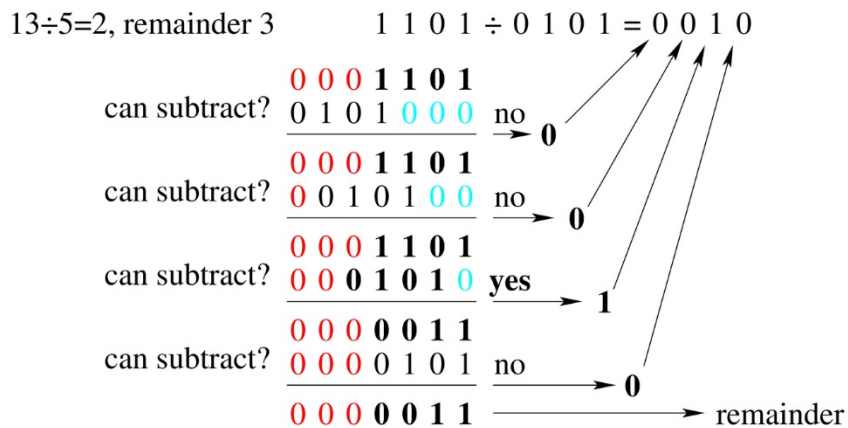 13÷5=2, remainder 3 1 1 0 1 ÷ 0 1 0 1 = 0 0 1 0
0 0 0 1 1 0 1
can subtract? 0 1 0 1 0 0 0 no
0
0 0 0 1 1 0 1
can subtract? 0 0 1 0 1 0 0 no
0
0 0 0 1 1 0 1
can subtract? 0 0 0 1 0 1 0 yes
1
0 0 0 0 0 1 1
can subtract? 0 0 0 0 1 0 1 no
0
0 0 0 0 0 1 1 remainder